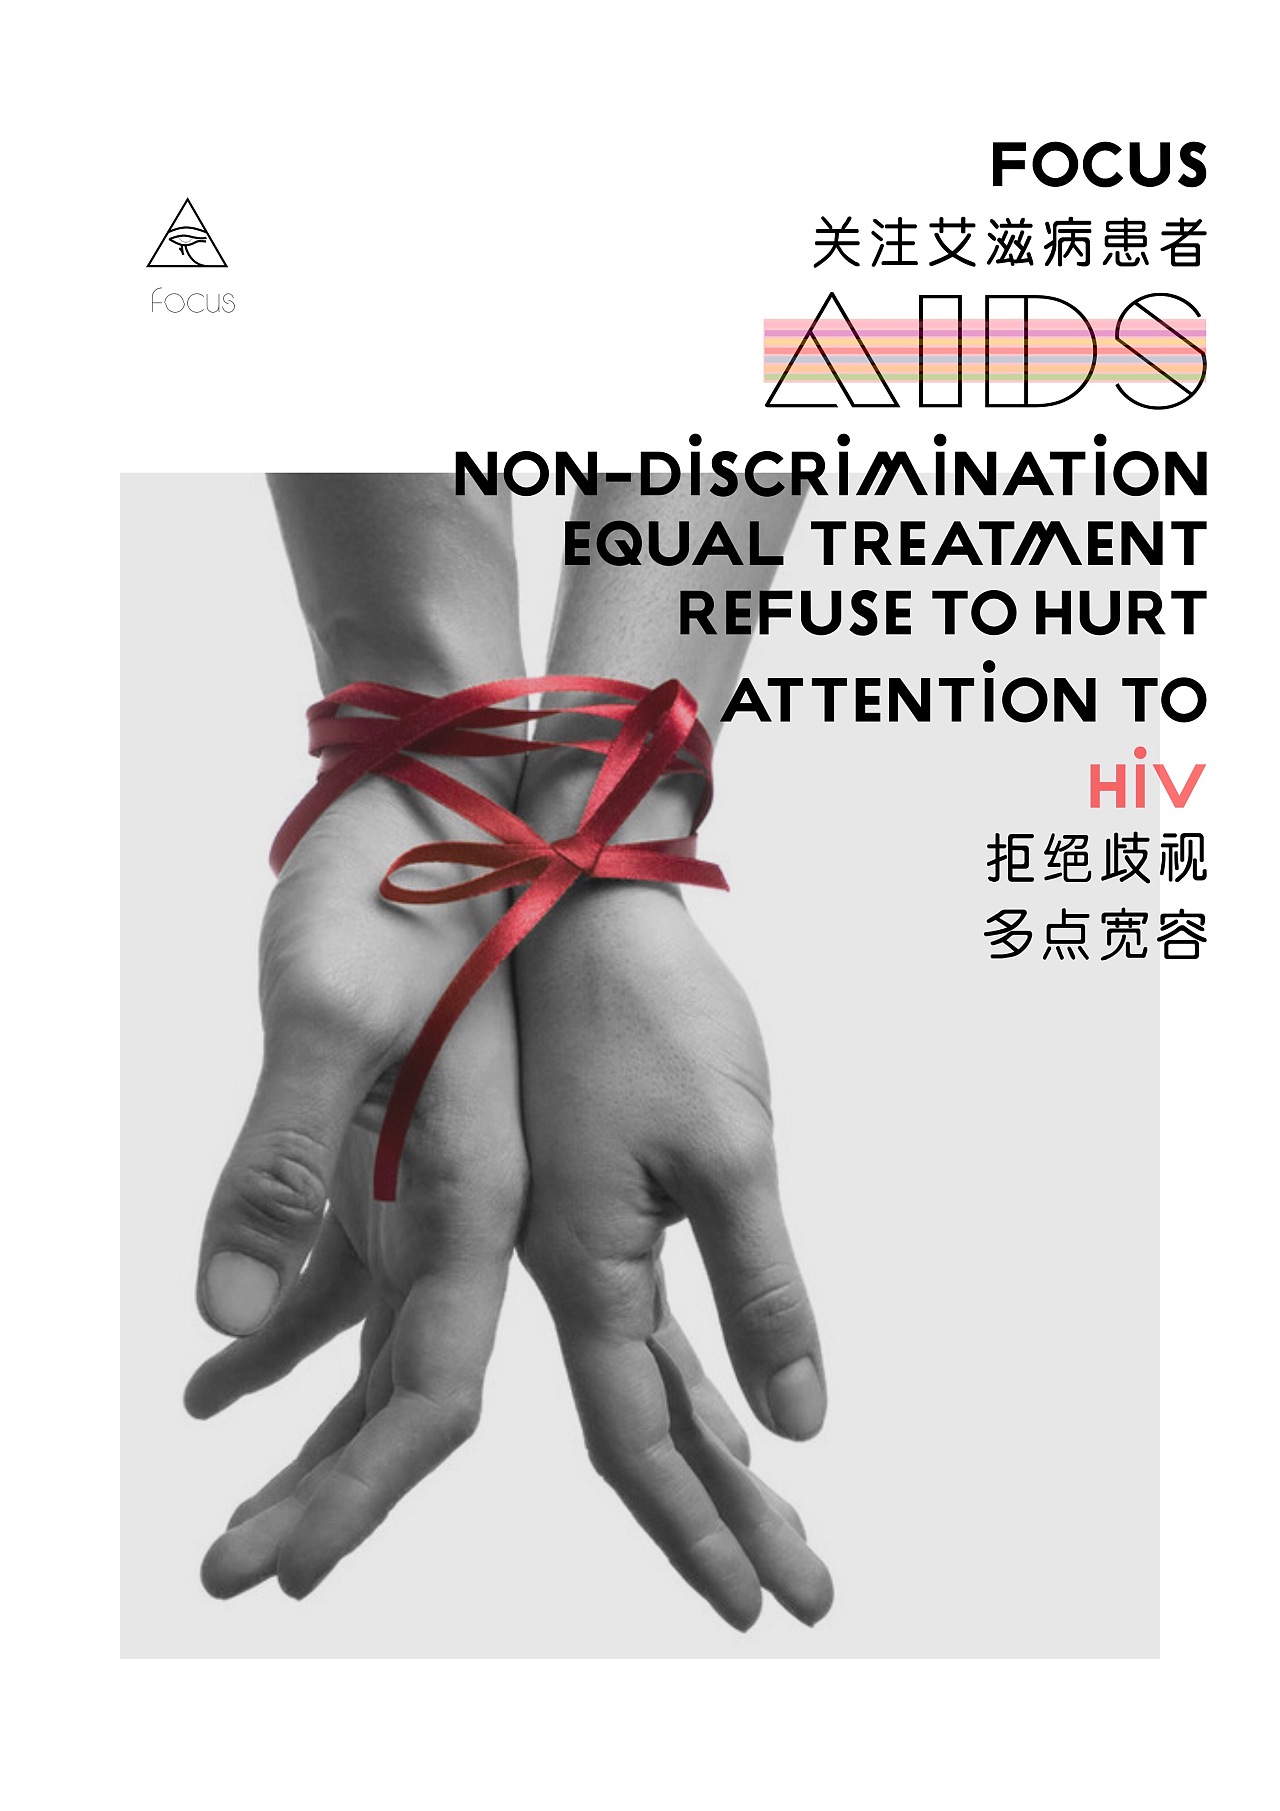 FOCUS
关注艾滋病患者
Focus
AIDS
NON-DiSCRiMiNATiON
EQUAL TREATMENT
REFUSE TO HURT
ATTENTiON TO
HiV
拒绝歧视
多点宽容